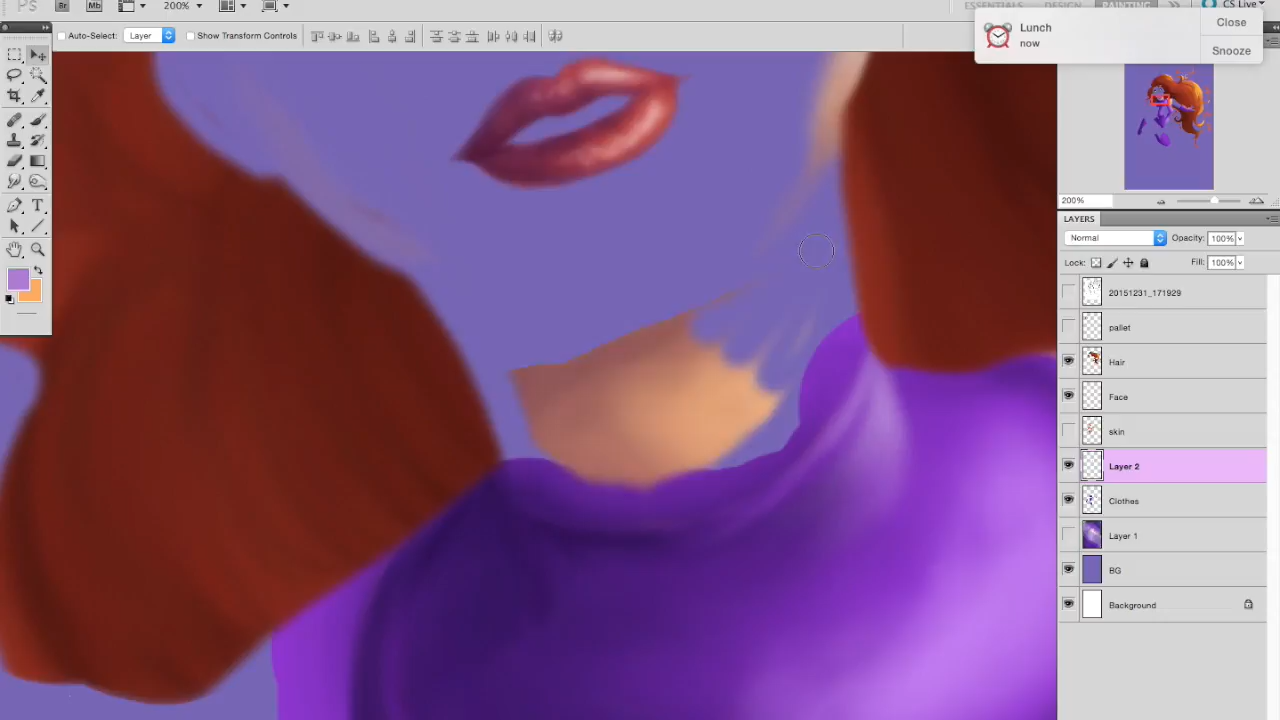 PS Br Mb 200% ESSENTIALS DESIGN PAINTING CS Live
Lunch
now
Close
Snooze
Auto-Select: Layer Show Transform Controls
200%
LAYERS
Normal Opacity: 100%
Lock: Fill: 100%
20151231_171929
pallet
Hair
Face
skin
Layer 2
Clothes
Layer 1
BG
Background